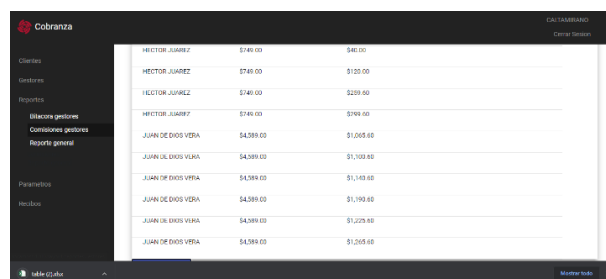 CALTAMIRANO
Cobranza
Cerrar Sesion
Clientes
Gestores
Reportes
Bitacora gestores
Comisiones gestores
Reporte general
Parametros
Recibos
HECTOR JUAREZ $749.00 $40.00
HECTOR JUAREZ $749.00 $120.00
HECTOR JUAREZ $749.00 $259.60
HECTOR JUAREZ $749.00 $299.60
JUAN DE DIOS VERA $4,589.00 $1,065.60
JUAN DE DIOS VERA $4,589.00 $1,103.60
JUAN DE DIOS VERA $4,589.00 $1,143.60
JUAN DE DIOS VERA $4,589.00 $1,193.60
JUAN DE DIOS VERA $4,589.00 $1,225.60
JUAN DE DIOS VERA $4,589.00 $1,265.60
table (2).xlsx
Mostrar todo